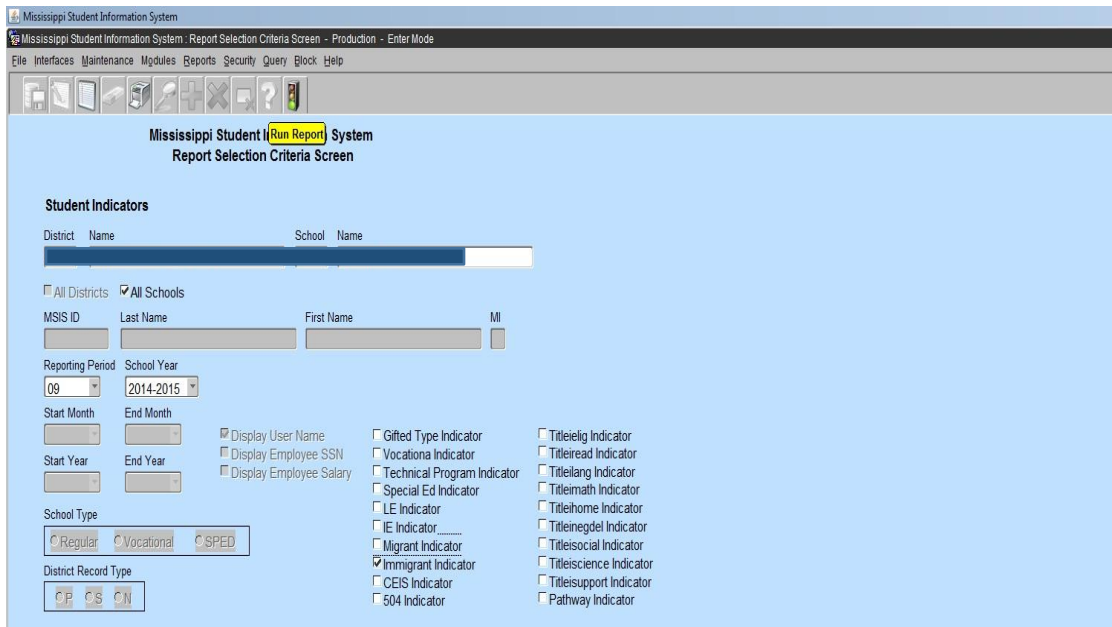 Mississippi Student Information System
Mississippi Student Information System : Report Selection Criteria Screen - Production - Enter Mode
File Interfaces Maintenance Modules Reports Security Query Block Help
Mississippi Student I Run Report System
Report Selection Criteria Screen
Student Indicators
District Name School Name
All Districts All Schools
MSIS ID Last Name First Name MI
Reporting Period School Year
09 2014-2015
Start Month End Month
Display User Name Gifted Type Indicator Titleielig Indicator
Display Employee SSN Vocationa Indicator Titleiread Indicator
Start Year End Year
Display Employee Salary Technical Program Indicator Titleilang Indicator
Special Ed Indicator Titleimath Indicator
LE Indicator Titleihome Indicator
School Type
IE Indicator Titleinegdel Indicator
Regular Vocational SPED Migrant Indicator Titleisocial Indicator
Immigrant Indicator Titleiscience Indicator
District Record Type
CEIS Indicator Titleisupport Indicator
P S N 504 Indicator Pathway Indicator